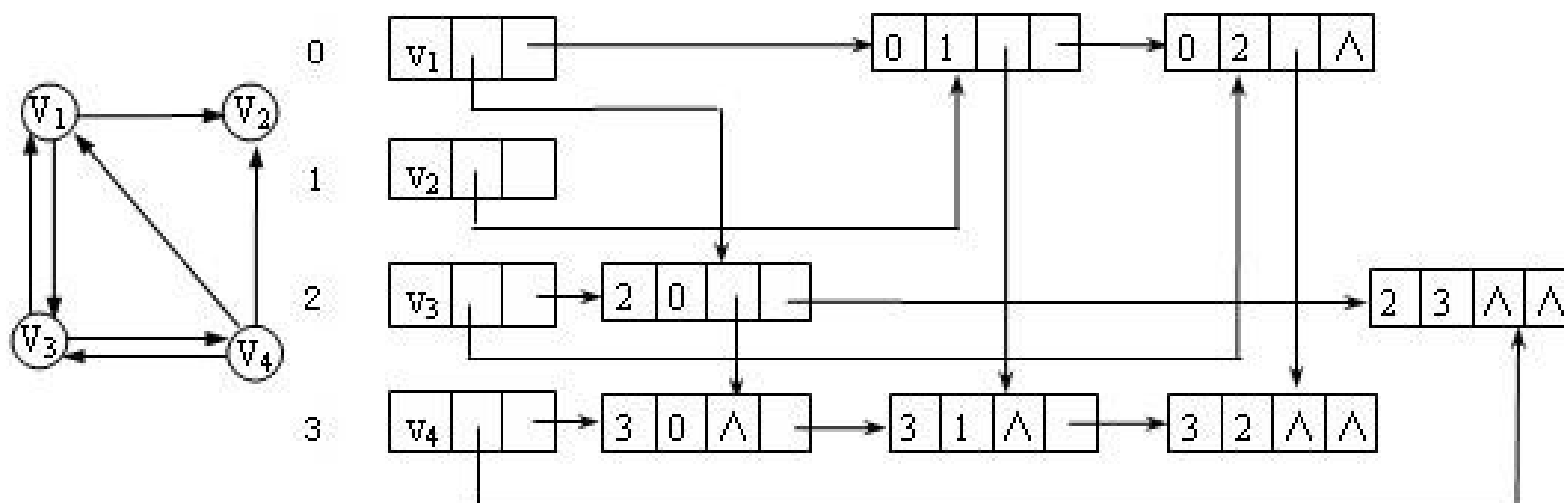 V1 V2
V3 V4
0 v1 0 1 0 2 ∧
1 v2
2 v3 2 0 2 3 ∧ ∧
3 v4 3 0 ∧ 3 1 ∧ 3 2 ∧ ∧